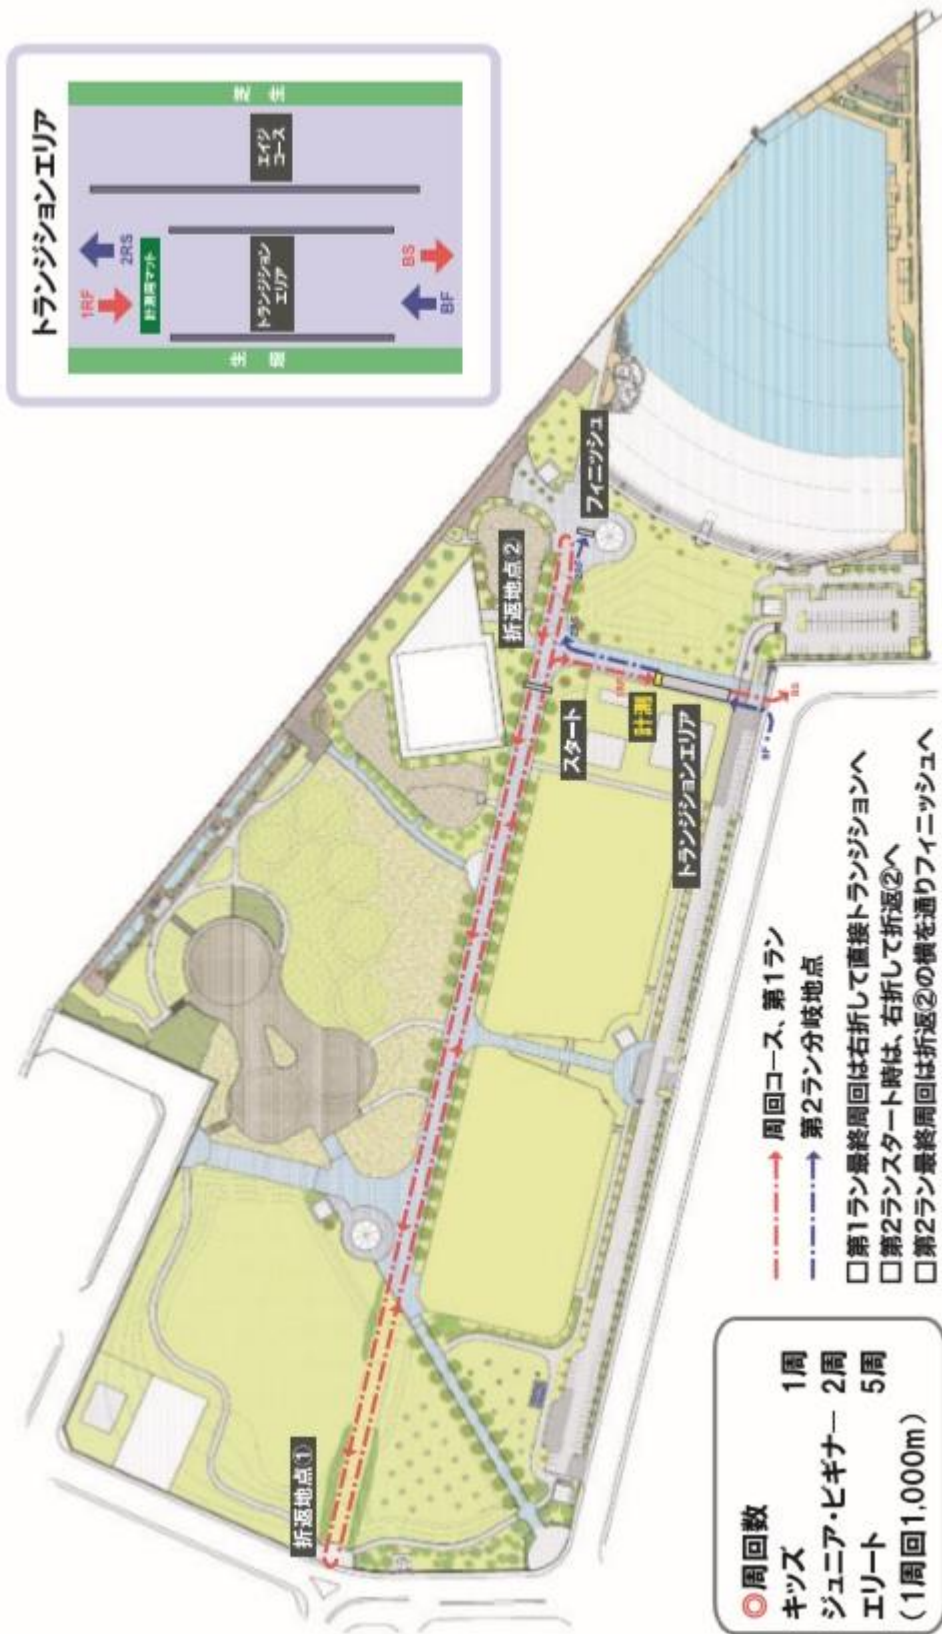 トランジションエリア
芝生
エイジ
コース
1RF
2RS
計測用マット
トランジション
エリア
BS
BF
生垣
フィニッシュ
折返地点②
スタート
計測
トランジションエリア
BS
BF
折返地点①
周回コース、第1ラン
第2ラン分岐地点
□第1ラン最終周回は右折して直接トランジションへ
□第2ランスタート時は、右折して折返②へ
□第2ラン最終周回は折返②の横を通りフィニッシュへ
◎周回数
キッズ 1周
ジュニア・ビギナー 2周
エリート 5周
(1周回1,000m)